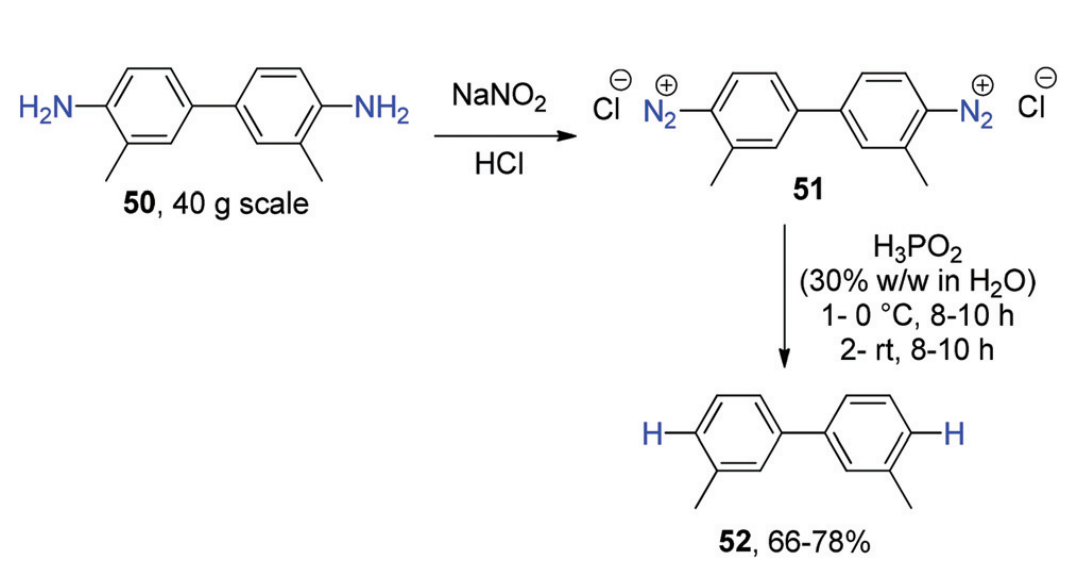 H₂N
NH₂
50, 40 g scale
NaNO₂
HCl
Cl ⊖ N₂ ⊕
N₂ ⊕ Cl ⊖
51
H₃PO₂
(30% w/w in H₂O)
1- 0 °C, 8-10 h
2- rt, 8-10 h
H
H
52, 66-78%